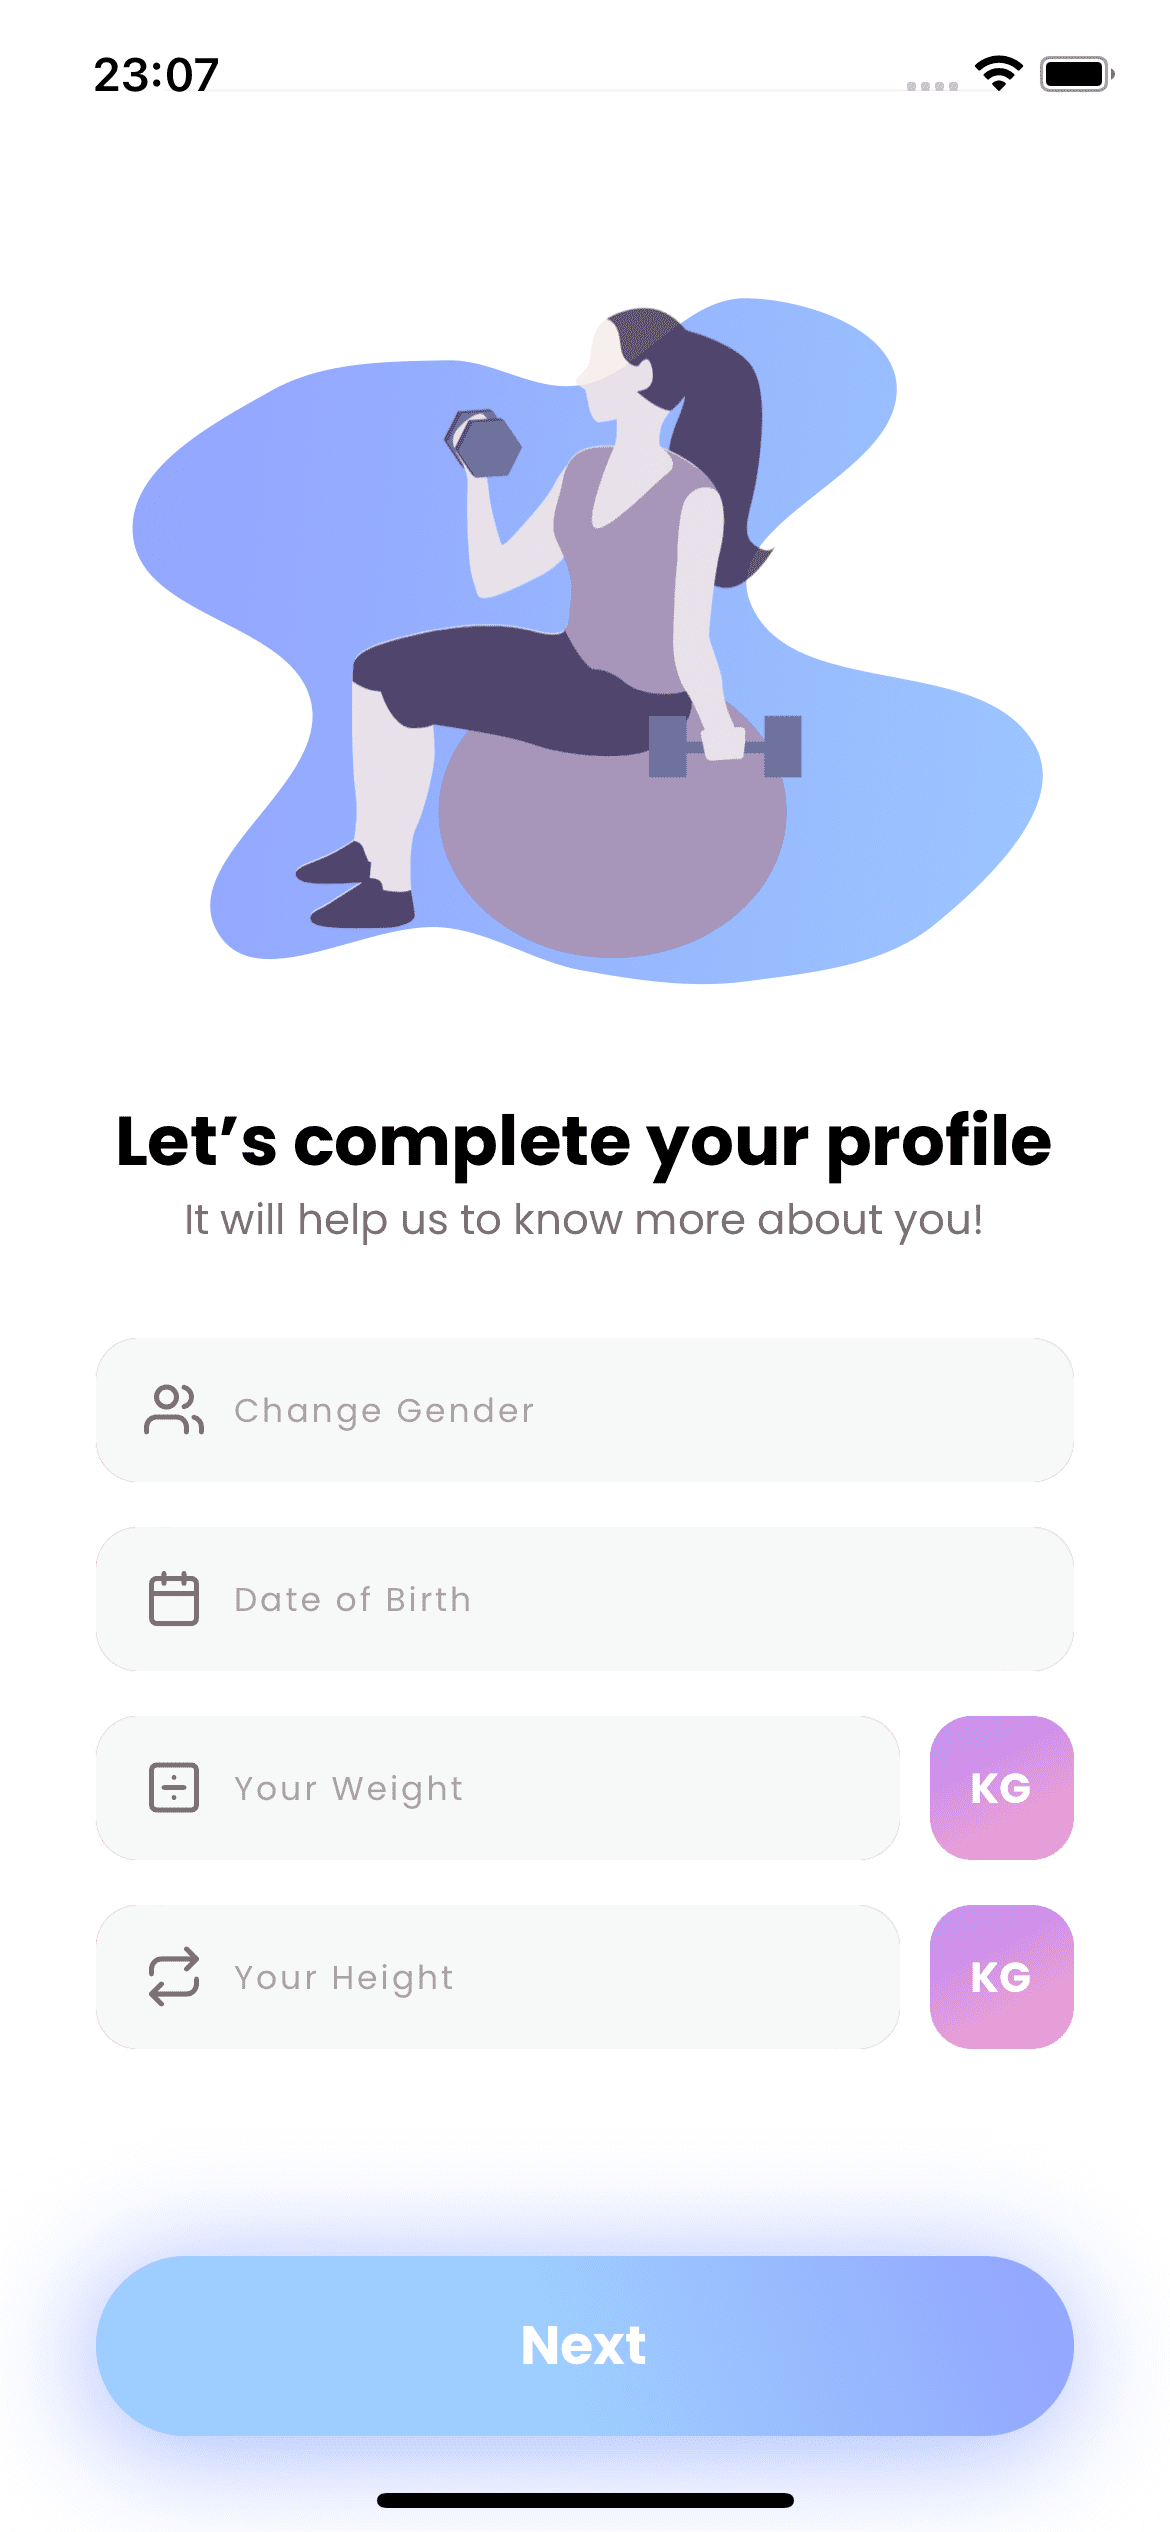 23:07
Let’s complete your profile
It will help us to know more about you!
Change Gender
Date of Birth
Your Weight
KG
Your Height
KG
Next